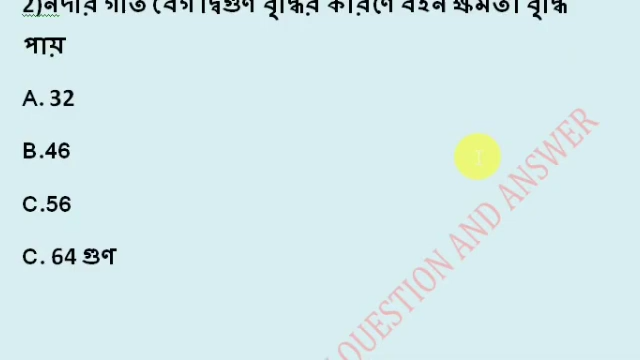 2)নদীর গতি বেগ দ্বিগুণ বৃদ্ধির কারণে বহন ক্ষমতা বৃদ্ধি
পায়
A. 32
B.46
C.56
C. 64 গুণ
QUESTION AND ANSWER